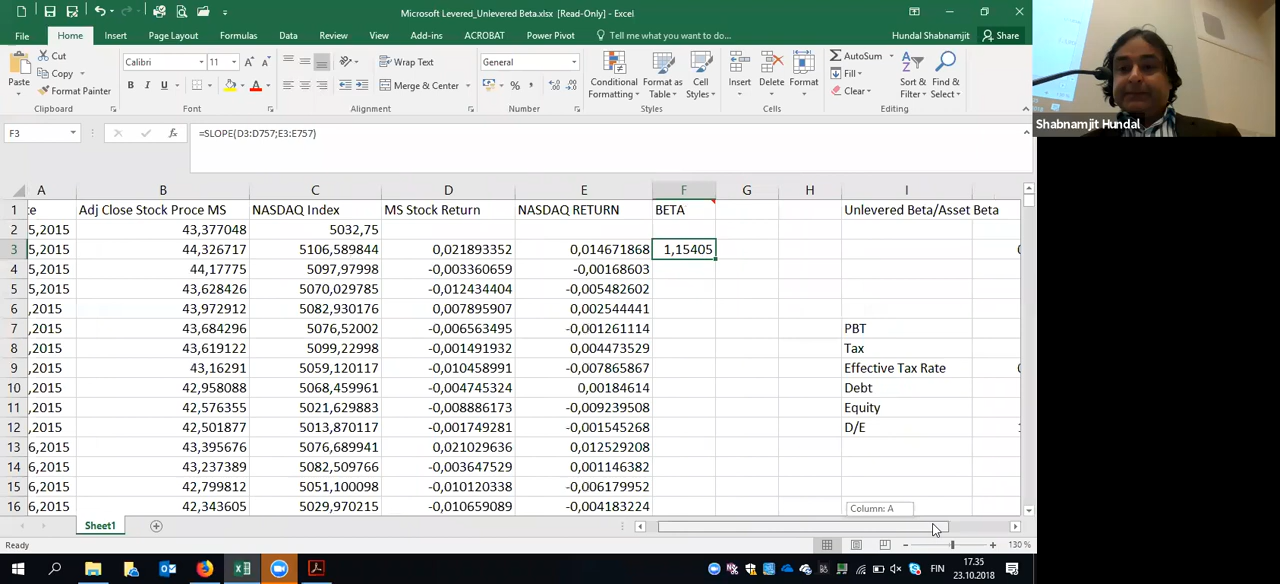 Microsoft Levered_Unlevered Beta.xlsx [Read-Only] - Excel
File Home Insert Page Layout Formulas Data Review View Add-ins ACROBAT Power Pivot Tell me what you want to do... Hundal Shabnamjit Share
Paste Cut Copy Format Painter Clipboard
Calibri 11 B I U Font
Wrap Text Merge & Center Alignment
General % , Number
Conditional Formatting Format as Table Cell Styles Styles
Insert Delete Format Cells
AutoSum Fill Clear Sort & Filter Find & Select Editing
Shabnamjit Hundal
F3 fx =SLOPE(D3:D757;E3:E757)
A B C D E F G H I
1 Adj Close Stock Proce MS NASDAQ Index MS Stock Return NASDAQ RETURN BETA Unlevered Beta/Asset Beta
2 5,2015 43,377048 5032,75
3 5,2015 44,326717 5106,589844 0,021893352 0,014671868 1,15405
4 5,2015 44,17775 5097,97998 -0,003360659 -0,00168603
5 5,2015 43,628426 5070,029785 -0,012434404 -0,005482602
6 ,2015 43,972912 5082,930176 0,007895907 0,002544441
7 ,2015 43,684296 5076,52002 -0,006563495 -0,001261114 PBT
8 ,2015 43,619122 5099,22998 -0,001491932 0,004473529 Tax
9 ,2015 43,16291 5059,120117 -0,010458991 -0,007865867 Effective Tax Rate
10 ,2015 42,958088 5068,459961 -0,004745324 0,00184614 Debt
11 ,2015 42,576355 5021,629883 -0,008886173 -0,009239508 Equity
12 ,2015 42,501877 5013,870117 -0,001749281 -0,001545268 D/E
13 6,2015 43,395676 5076,689941 0,021029636 0,012529208
14 6,2015 43,237389 5082,509766 -0,003647529 0,001146382
15 6,2015 42,799812 5051,100098 -0,010120338 -0,006179952
16 6,2015 42,343605 5029,970215 -0,010659089 -0,004183224
Column: A
Sheet1
Ready 130 %
FIN 17.35
23.10.2018